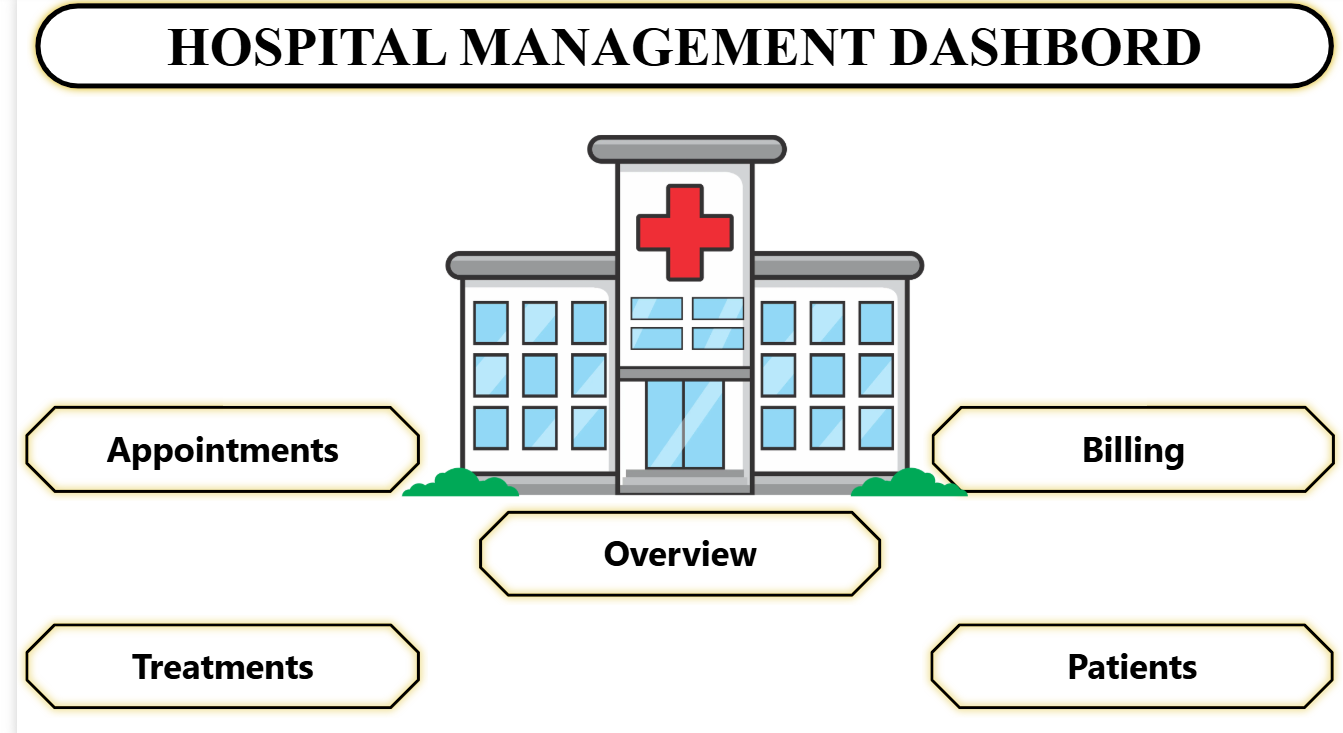 HOSPITAL MANAGEMENT DASHBORD
Appointments
Billing
Overview
Treatments
Patients